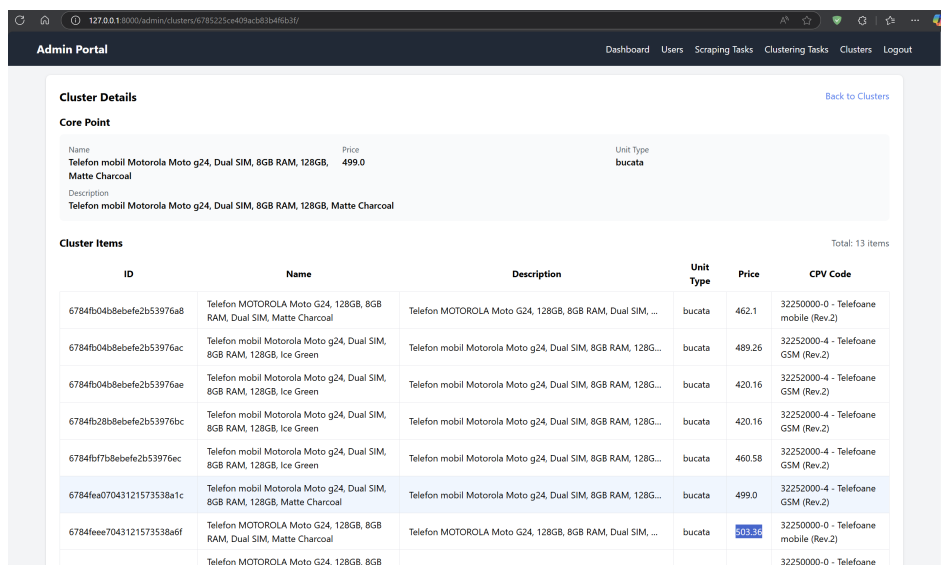 127.0.0.1:8000/admin/clusters/6785225ce409acb83b4f6b3f/
Admin Portal
Dashboard Users Scraping Tasks Clustering Tasks Clusters Logout
Cluster Details
Back to Clusters
Core Point
Name
Telefon mobil Motorola Moto g24, Dual SIM, 8GB RAM, 128GB,
Matte Charcoal
Price
499.0
Unit Type
bucata
Description
Telefon mobil Motorola Moto g24, Dual SIM, 8GB RAM, 128GB, Matte Charcoal
Cluster Items
Total: 13 items
ID Name Description Unit Type Price CPV Code
6784fb04b8ebefe2b53976a8
Telefon MOTOROLA Moto G24, 128GB, 8GB
RAM, Dual SIM, Matte Charcoal
Telefon MOTOROLA Moto G24, 128GB, 8GB RAM, Dual SIM, ...
bucata
462.1
32250000-0 - Telefoane
mobile (Rev.2)
6784fb04b8ebefe2b53976ac
Telefon mobil Motorola Moto g24, Dual SIM,
8GB RAM, 128GB, Ice Green
Telefon mobil Motorola Moto g24, Dual SIM, 8GB RAM, 128G...
bucata
489.26
32252000-4 - Telefoane
GSM (Rev.2)
6784fb04b8ebefe2b53976ae
Telefon mobil Motorola Moto g24, Dual SIM,
8GB RAM, 128GB, Ice Green
Telefon mobil Motorola Moto g24, Dual SIM, 8GB RAM, 128G...
bucata
420.16
32252000-4 - Telefoane
GSM (Rev.2)
6784fb28b8ebefe2b53976bc
Telefon mobil Motorola Moto g24, Dual SIM,
8GB RAM, 128GB, Ice Green
Telefon mobil Motorola Moto g24, Dual SIM, 8GB RAM, 128G...
bucata
420.16
32252000-4 - Telefoane
GSM (Rev.2)
6784fbf7b8ebefe2b53976ec
Telefon mobil Motorola Moto g24, Dual SIM,
8GB RAM, 128GB, Ice Green
Telefon mobil Motorola Moto g24, Dual SIM, 8GB RAM, 128G...
bucata
460.58
32252000-4 - Telefoane
GSM (Rev.2)
6784fea07043121573538a1c
Telefon mobil Motorola Moto g24, Dual SIM,
8GB RAM, 128GB, Matte Charcoal
Telefon mobil Motorola Moto g24, Dual SIM, 8GB RAM, 128G...
bucata
499.0
32252000-4 - Telefoane
GSM (Rev.2)
6784feee7043121573538a6f
Telefon MOTOROLA Moto G24, 128GB, 8GB
RAM, Dual SIM, Matte Charcoal
Telefon MOTOROLA Moto G24, 128GB, 8GB RAM, Dual SIM, ...
bucata
503.36
32250000-0 - Telefoane
mobile (Rev.2)
Telefon MOTOROLA Moto G24, 128GB, 8GB
32250000-0 - Telefoane